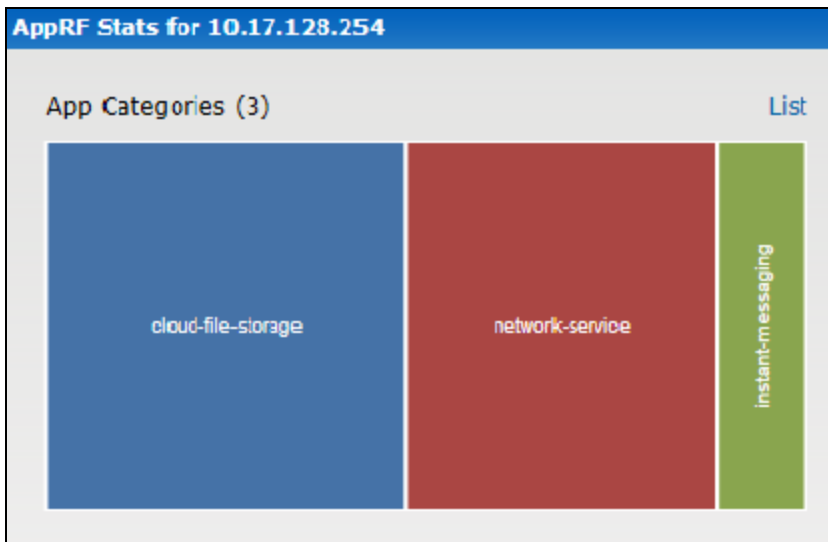 AppRF Stats for 10.17.128.254
App Categories (3)
List
cloud-file-storage
network-service
instant-messaging